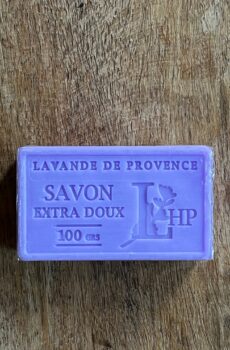 LAVANDE DE PROVENCE
SAVON
EXTRA DOUX
100 GRS
L HP